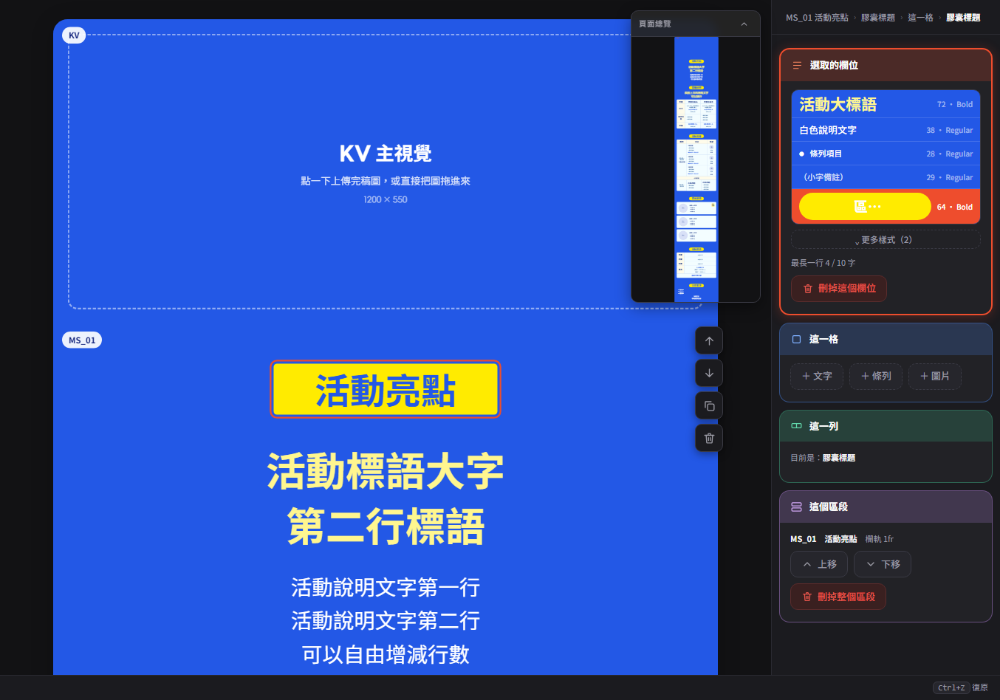 MS_01 活動亮點 › 膠囊標題 › 這一格 › 膠囊標題
KV
頁面總覽
KV 主視覺
點一下上傳完稿圖，或直接把圖拖進來
1200 × 550
MS_01
活動亮點
活動標語大字
第二行標語
活動說明文字第一行
活動說明文字第二行
可以自由增減行數
選取的欄位
活動大標語 72・Bold
白色說明文字 38・Regular
條列項目 28・Regular
（小字備註） 29・Regular
區… 64・Bold
更多樣式（2）
最長一行 4 / 10 字
刪掉這個欄位
這一格
＋文字 ＋條列 ＋圖片
這一列
目前是：膠囊標題
這個區段
MS_01 活動亮點 欄軌 1fr
上移 下移
刪掉整個區段
Ctrl+Z 復原